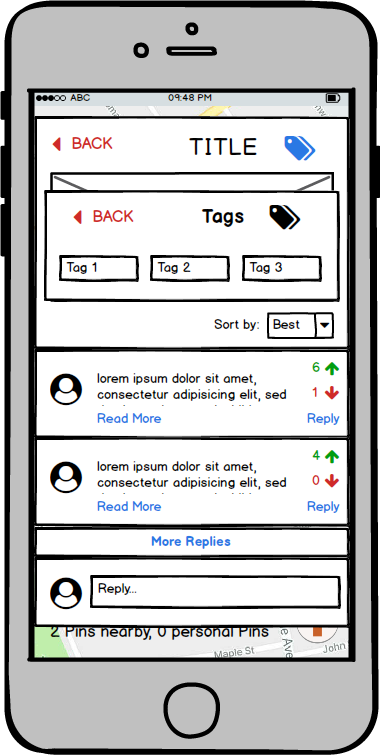 ABC 09:48 PM
BACK TITLE
BACK Tags
Tag 1 Tag 2 Tag 3
Sort by: Best
6
lorem ipsum dolor sit amet,
consectetur adipisicing elit, sed
1
Read More Reply
4
lorem ipsum dolor sit amet,
consectetur adipisicing elit, sed
0
Read More Reply
More Replies
Reply...
2 Pins nearby, 0 personal Pins
Maple St
John